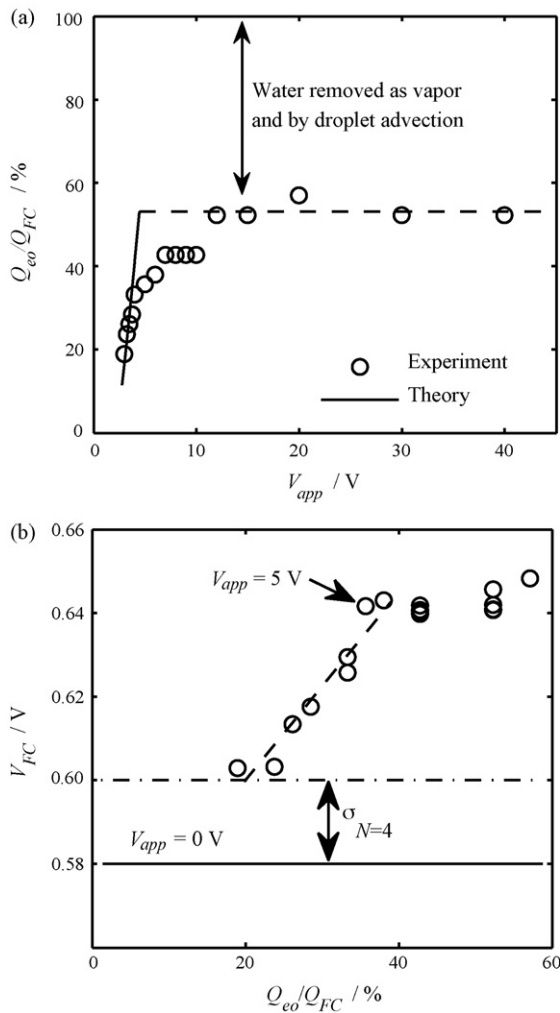 (a)
100
80
60
40
20
0
Q_eo/Q_FC / %
Water removed as vapor
and by droplet advection
Experiment
Theory
0 10 20 30 40
V_app / V
(b)
0.66
0.64
0.62
0.60
0.58
V_FC / V
V_app = 5 V
σ N=4
V_app = 0 V
0 20 40 60
Q_eo/Q_FC / %